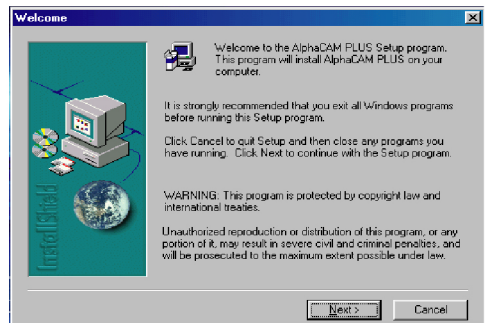 Welcome
Welcome to the AlphaCAM PLUS Setup program.
This program will install AlphaCAM PLUS on your
computer.
It is strongly recommended that you exit all Windows programs
before running this Setup program.
Click Cancel to quit Setup and then close any programs you
have running. Click Next to continue with the Setup program.
WARNING: This program is protected by copyright law and
international treaties.
Unauthorized reproduction or distribution of this program, or any
portion of it, may result in severe civil and criminal penalties, and
will be prosecuted to the maximum extent possible under law.
InstallShield
Next >
Cancel